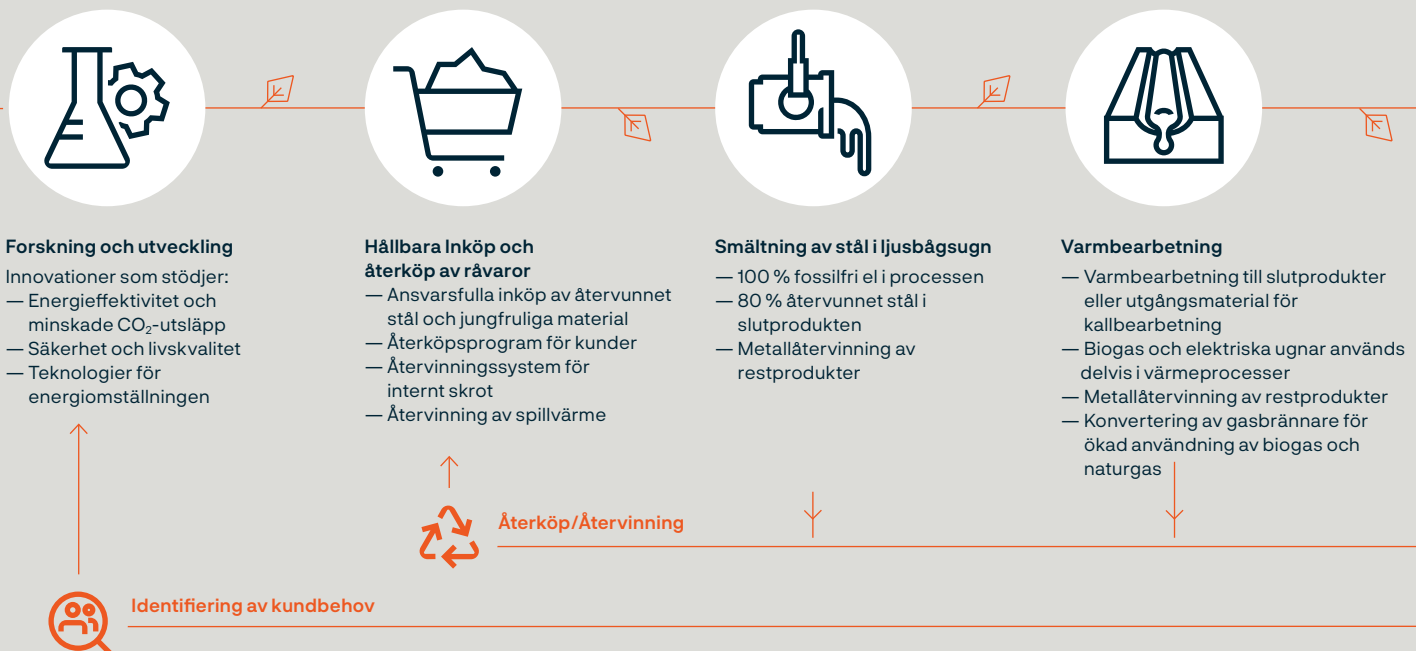 Forskning och utveckling
Innovationer som stödjer:
— Energieffektivitet och
minskade CO₂-utsläpp
— Säkerhet och livskvalitet
— Teknologier för
energiomställningen
Hållbara Inköp och
återköp av råvaror
— Ansvarsfulla inköp av återvunnet
stål och jungfruliga material
— Återköpsprogram för kunder
— Återvinningssystem för
internt skrot
— Återvinning av spillvärme
Smältning av stål i ljusbågsugn
— 100 % fossilfri el i processen
— 80 % återvunnet stål i
slutprodukten
— Metallåtervinning av
restprodukter
Varmbearbetning
— Varmbearbetning till slutprodukter
eller utgångsmaterial för
kallbearbetning
— Biogas och elektriska ugnar används
delvis i värmeprocesser
— Metallåtervinning av restprodukter
— Konvertering av gasbrännare för
ökad användning av biogas och
naturgas
Återköp/Återvinning
Identifiering av kundbehov